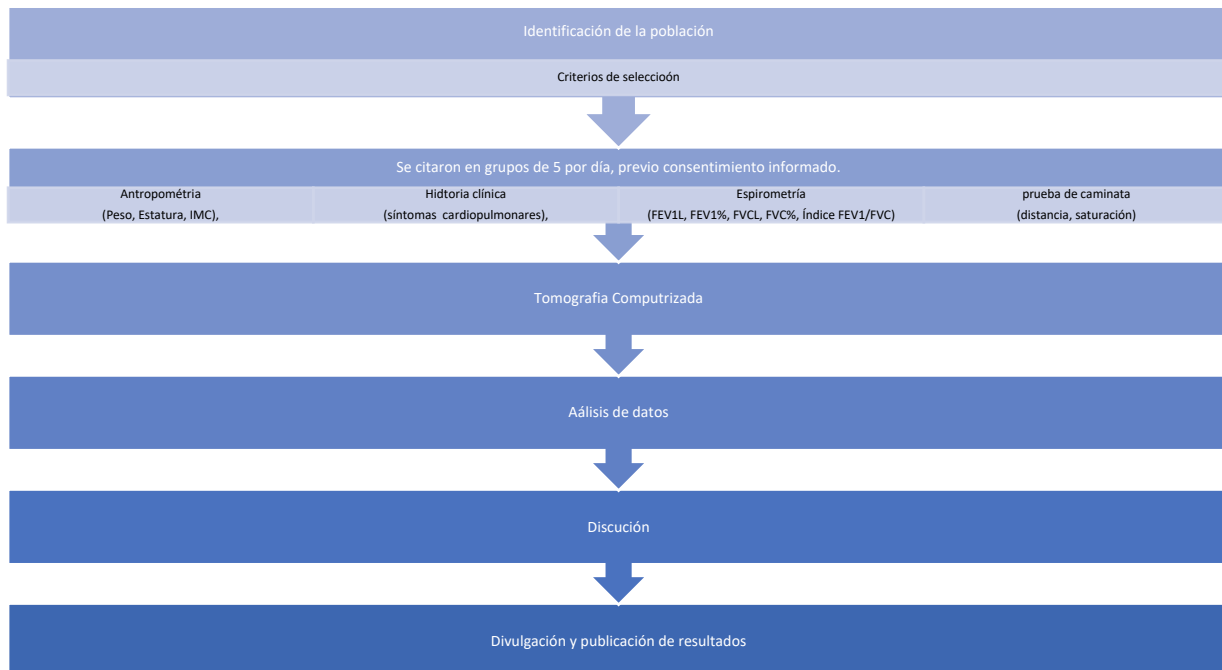 Identificación de la población
Criterios de seleccioón
Se citaron en grupos de 5 por día, previo consentimiento informado.
Antropométria
(Peso, Estatura, IMC),
Hidtoria clínica
(síntomas cardiopulmonares),
Espirometría
(FEV1L, FEV1%, FVCL, FVC%, Índice FEV1/FVC)
prueba de caminata
(distancia, saturación)
Tomografia Computrizada
Aálisis de datos
Discución
Divulgación y publicación de resultados